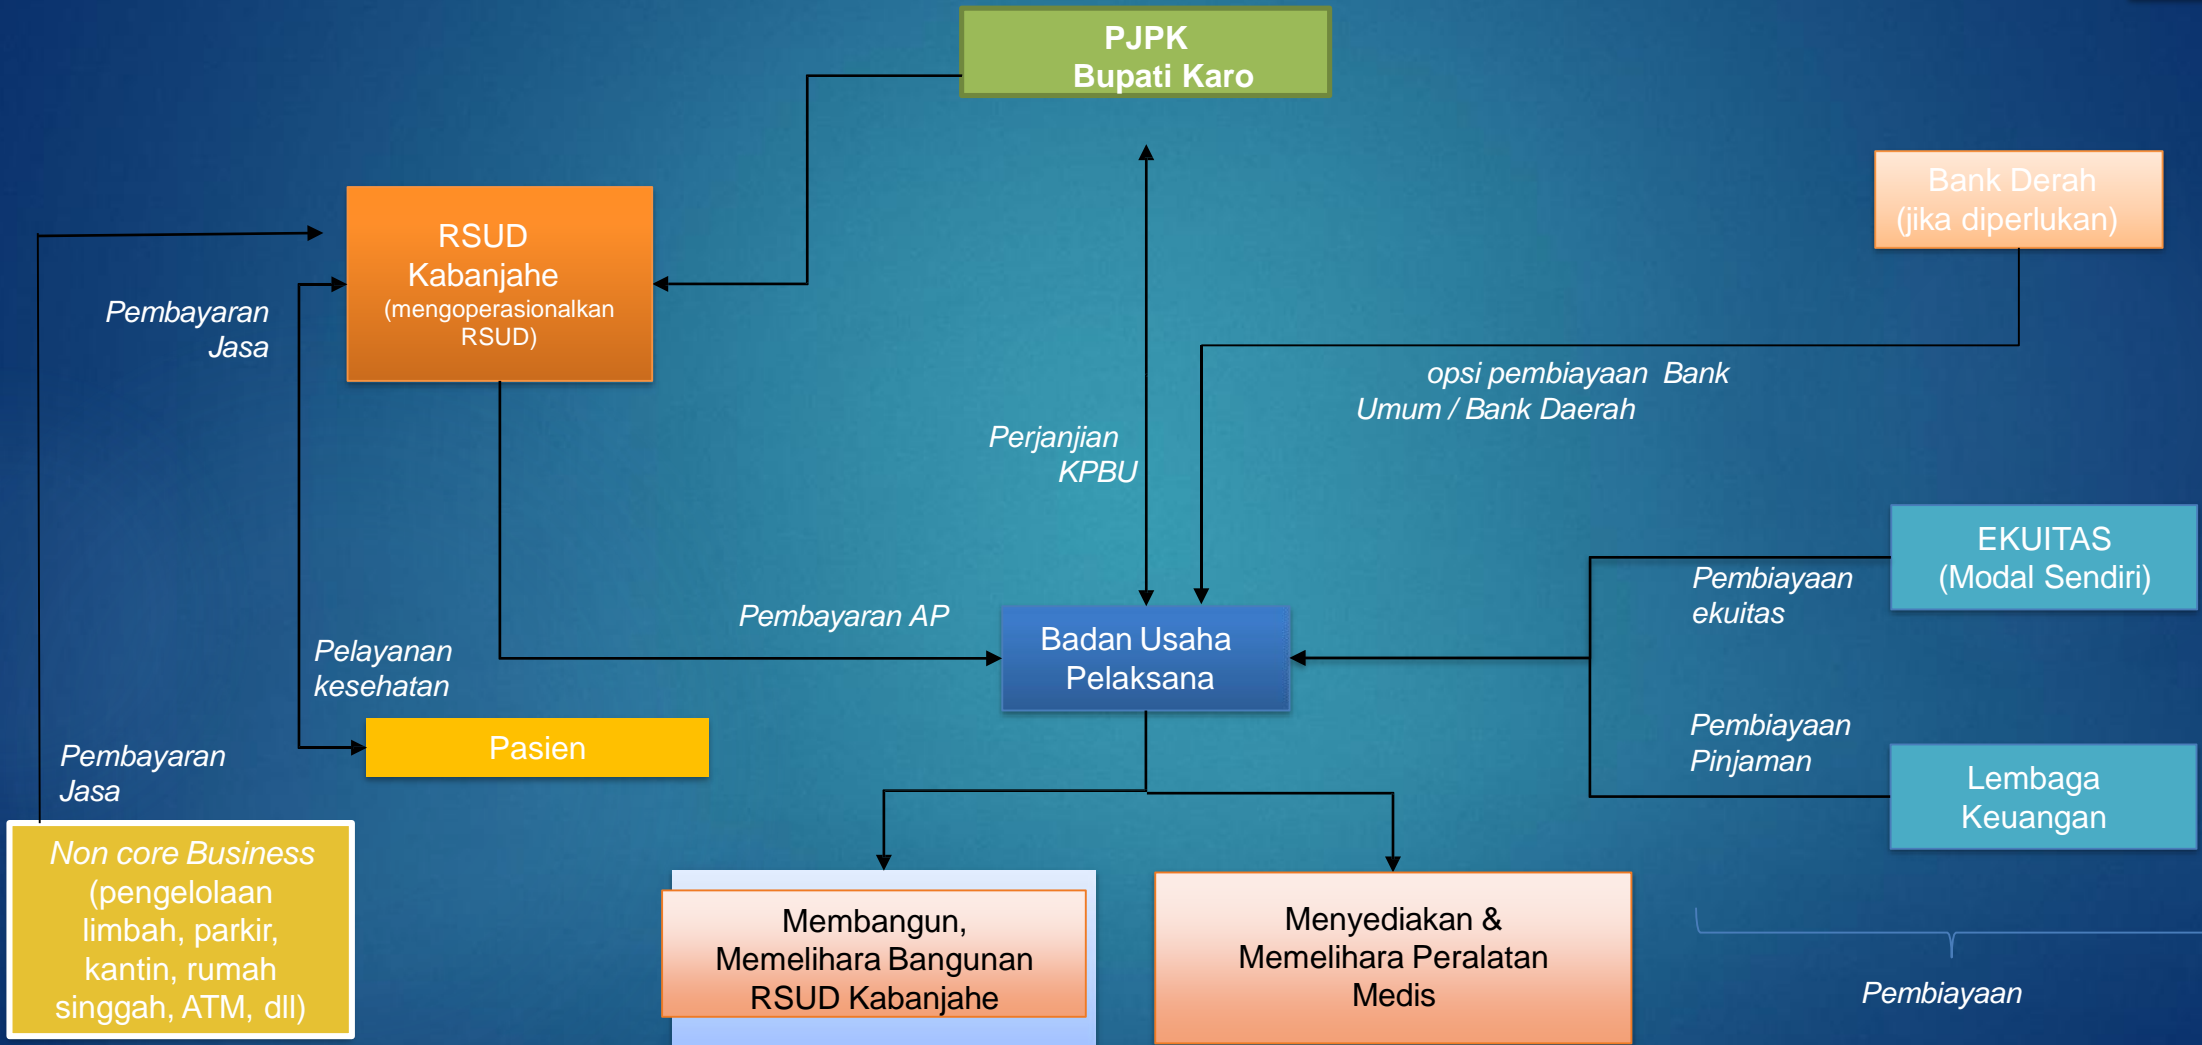 PJPK
Bupati Karo
Bank Derah
(jika diperlukan)
RSUD
Kabanjahe
(mengoperasionalkan
RSUD)
Pembayaran
Jasa
opsi pembiayaan Bank
Umum / Bank Daerah
Perjanjian
KPBU
EKUITAS
(Modal Sendiri)
Pembiayaan
ekuitas
Pembayaran AP
Badan Usaha
Pelaksana
Pelayanan
kesehatan
Pasien
Pembiayaan
Pinjaman
Lembaga
Keuangan
Pembayaran
Jasa
Non core Business
(pengelolaan
limbah, parkir,
kantin, rumah
singgah, ATM, dll)
Membangun,
Memelihara Bangunan
RSUD Kabanjahe
Menyediakan &
Memelihara Peralatan
Medis
Pembiayaan